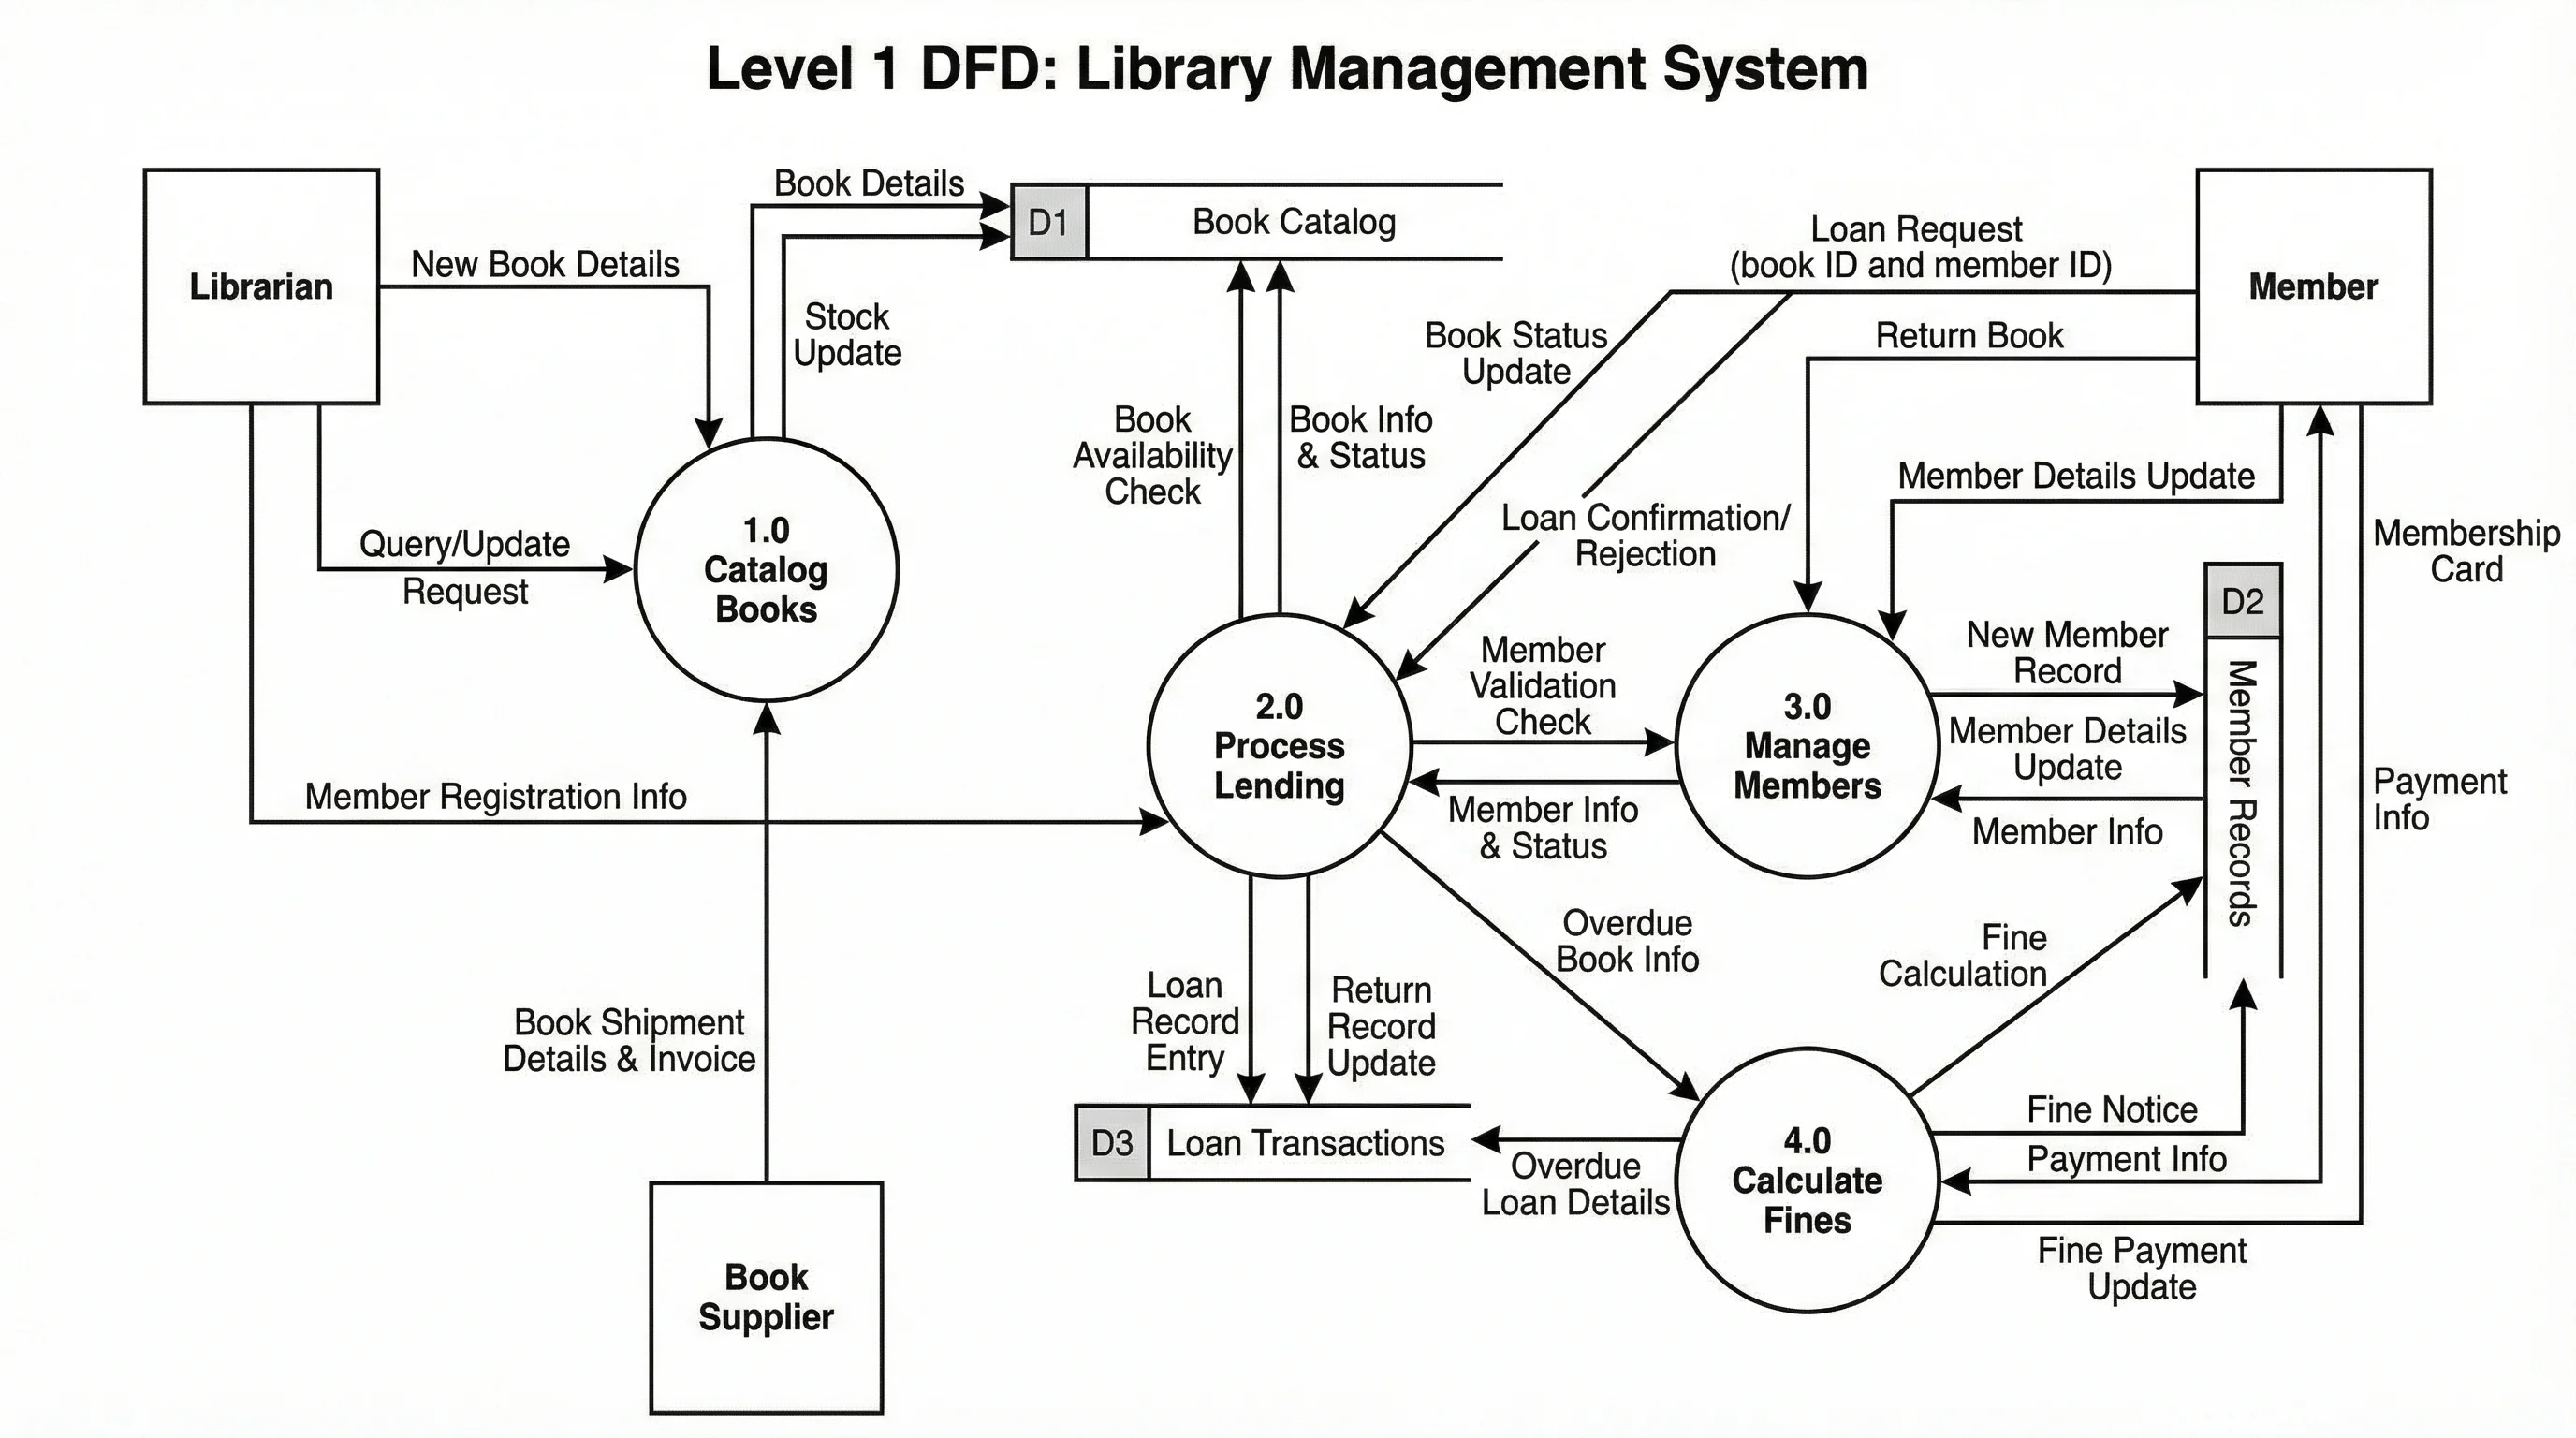 Level 1 DFD: Library Management System
Librarian
New Book Details
Book Details
D1
Book Catalog
Stock
Update
Loan Request
(book ID and member ID)
Member
Return Book
Book Status
Update
Book
Availability
Check
Book Info
& Status
Member Details Update
Loan Confirmation/
Rejection
Membership
Card
Query/Update
Request
1.0
Catalog
Books
D2
Member Records
New Member
Record
Member
Validation
Check
2.0
Process
Lending
3.0
Manage
Members
Member Details
Update
Member Registration Info
Member Info
& Status
Member Info
Payment
Info
Overdue
Book Info
Fine
Calculation
Book Shipment
Details & Invoice
Loan
Record
Entry
Return
Record
Update
D3
Loan Transactions
Overdue
Loan Details
4.0
Calculate
Fines
Fine Notice
Payment Info
Fine Payment
Update
Book
Supplier